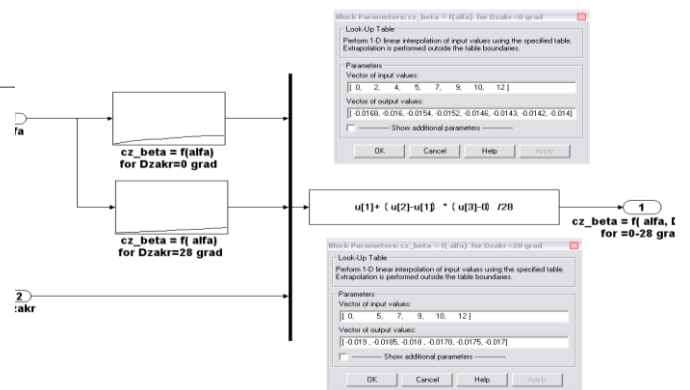 Block Parameters: cz_beta = f(alfa) for Dzakr=0 grad
Look-Up Table
Perform 1-D linear interpolation of input values using the specified table.
Extrapolation is performed outside the table boundaries.
Parameters
Vector of input values:
[ 0, 2, 4, 5, 7, 9, 10, 12 ]
Vector of output values:
[ -0.0168, -0.016, -0.0154, -0.0152, -0.0146, -0.0143, -0.0142, -0.014]
------------ Show additional parameters ------------
OK Cancel Help Apply
fa
cz_beta = f(alfa)
for Dzakr=0 grad
u[1]+ ( u[2]-u[1]) * ( u[3]-0) /28
1
cz_beta = f( alfa, D
for =0-28 gra
cz_beta = f( alfa)
for Dzakr=28 grad
2
zakr
Block Parameters: cz_beta = f( alfa) for Dzakr=28 grad
Look-Up Table
Perform 1-D linear interpolation of input values using the specified table.
Extrapolation is performed outside the table boundaries.
Parameters
Vector of input values:
[ 0, 5, 7, 9, 10, 12 ]
Vector of output values:
[ -0.019 , -0.0185, -0.018 , -0.0178, -0.0175, -0.017]
------------ Show additional parameters ------------
OK Cancel Help Apply